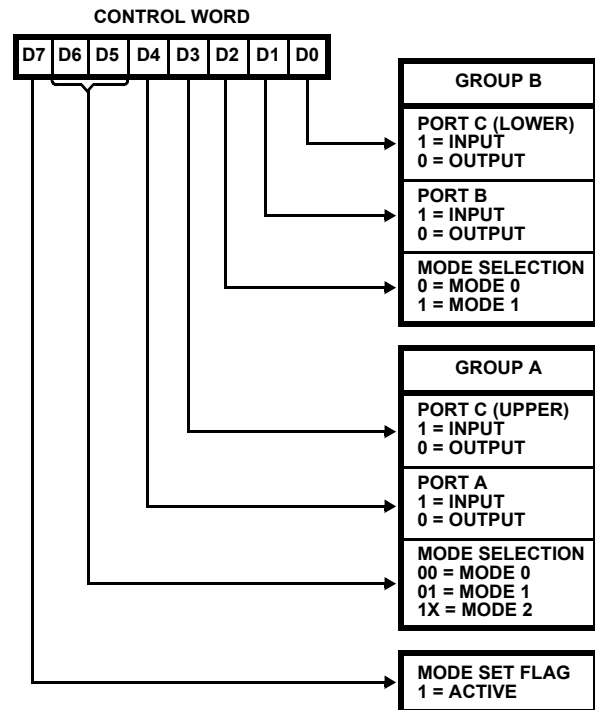 CONTROL WORD
D7 D6 D5 D4 D3 D2 D1 D0
GROUP B
PORT C (LOWER)
1 = INPUT
0 = OUTPUT
PORT B
1 = INPUT
0 = OUTPUT
MODE SELECTION
0 = MODE 0
1 = MODE 1
GROUP A
PORT C (UPPER)
1 = INPUT
0 = OUTPUT
PORT A
1 = INPUT
0 = OUTPUT
MODE SELECTION
00 = MODE 0
01 = MODE 1
1X = MODE 2
MODE SET FLAG
1 = ACTIVE